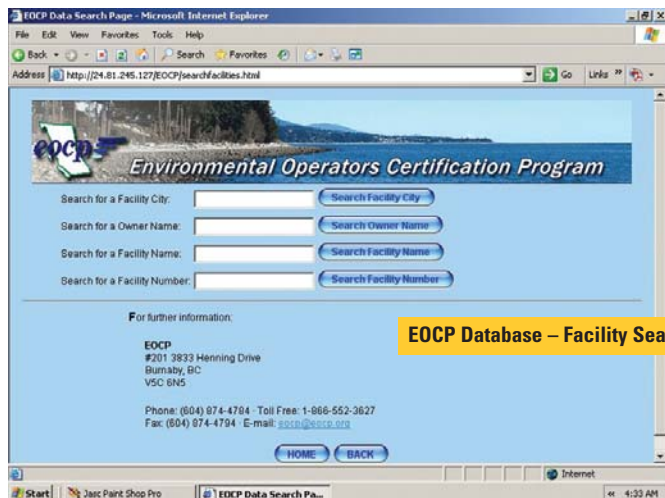 EOCP Data Search Page - Microsoft Internet Explorer
File Edit View Favorites Tools Help
Back Search Favorites
Address http://24.81.245.127/EOCP/searchfacilities.html Go Links »
eocp
Environmental Operators Certification Program
Search for a Facility City: Search Facility City
Search for a Owner Name: Search Owner Name
Search for a Facility Name: Search Facility Name
Search for a Facility Number: Search Facility Number
For further information:
EOCP Database – Facility Sea
EOCP
#201 3833 Henning Drive
Burnaby, BC
V5C 6N5
Phone: (604) 874-4784 · Toll Free: 1-866-552-3627
Fax: (604) 874-4794 · E-mail: eocp@eocp.org
HOME BACK
Internet
Start Jasc Paint Shop Pro EOCP Data Search Pa... « 4:33 AM